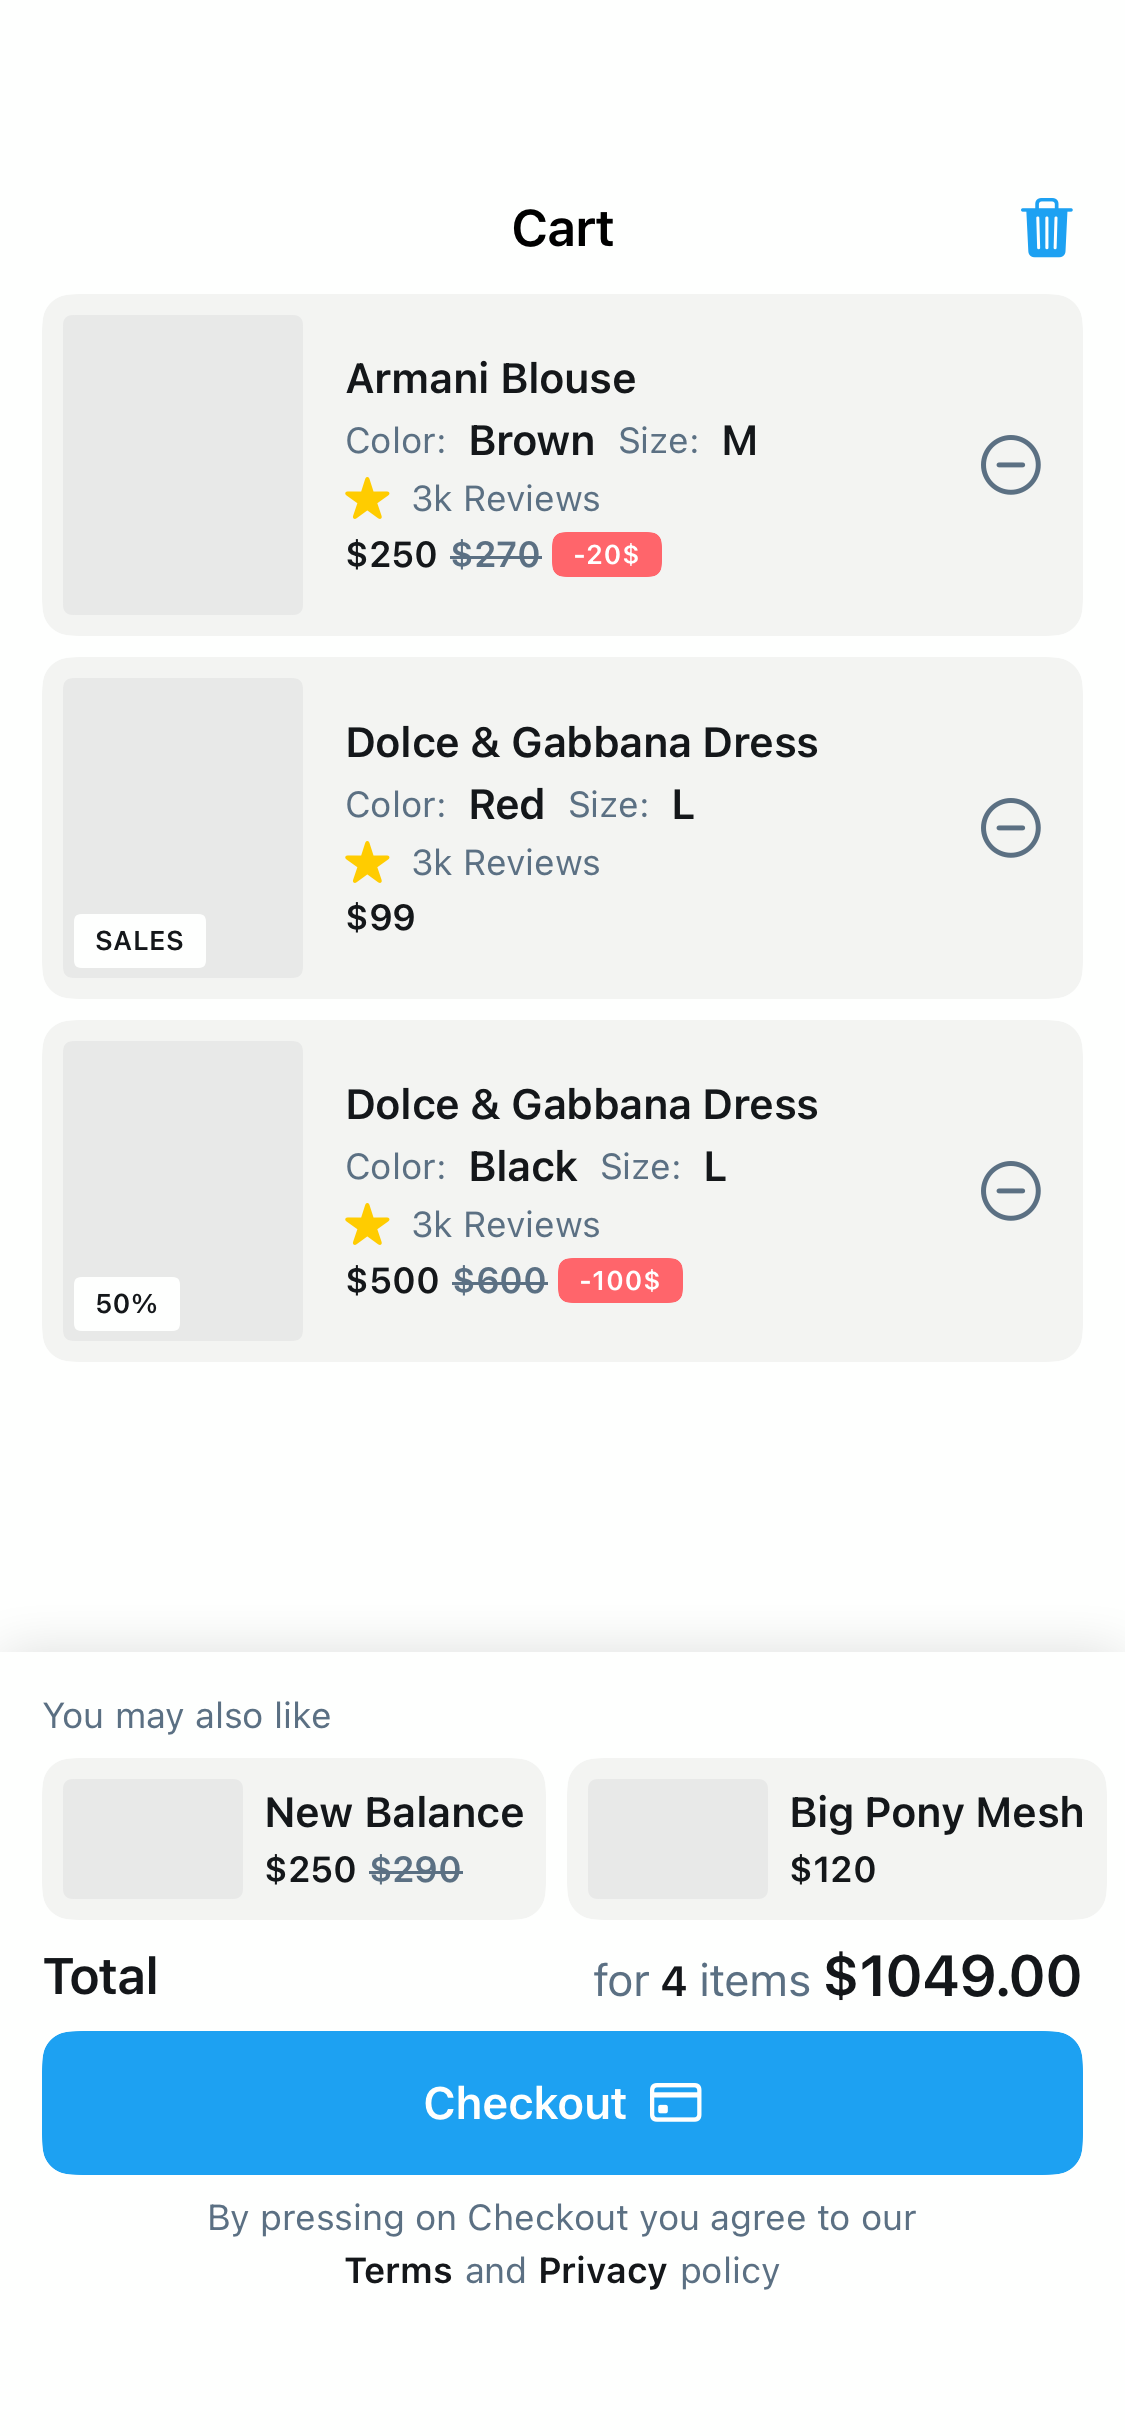 Cart
Armani Blouse
Color: Brown Size: M
3k Reviews
$250 $270 -20$
Dolce & Gabbana Dress
Color: Red Size: L
3k Reviews
$99
SALES
Dolce & Gabbana Dress
Color: Black Size: L
3k Reviews
$500 $600 -100$
50%
You may also like
New Balance
$250 $290
Big Pony Mesh
$120
Total for 4 items $1049.00
Checkout
By pressing on Checkout you agree to our
Terms and Privacy policy